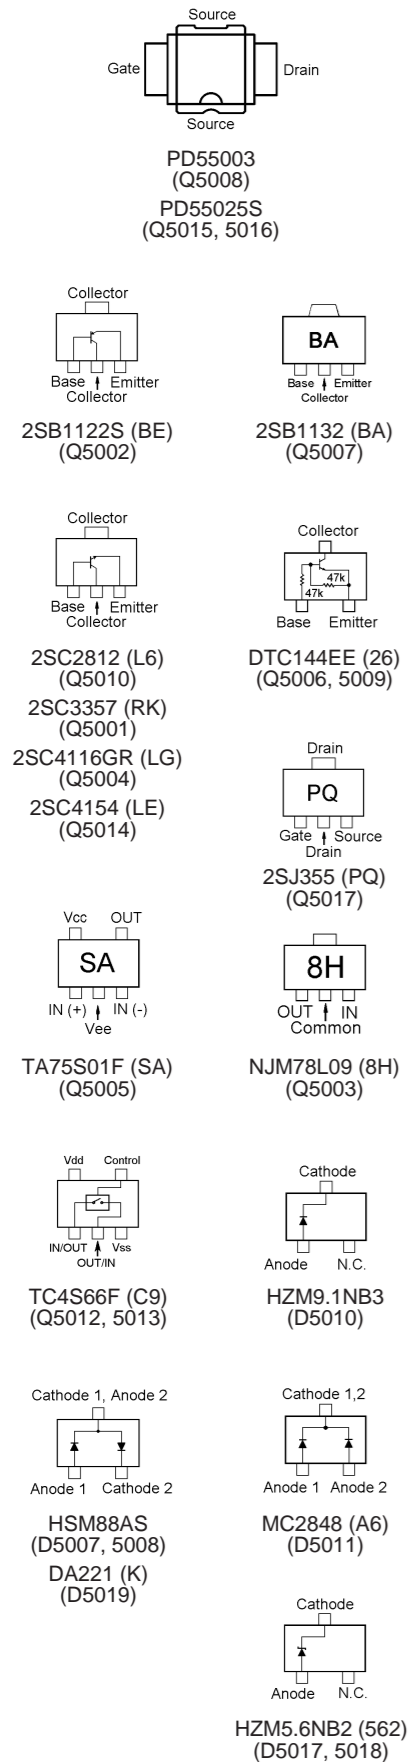 Source
Gate
Drain
Source
PD55003
(Q5008)
PD55025S
(Q5015, 5016)
Collector
Base
Emitter
Collector
2SB1122S (BE)
(Q5002)
BA
Base
Emitter
Collector
2SB1132 (BA)
(Q5007)
Collector
Base
Emitter
Collector
2SC2812 (L6)
(Q5010)
2SC3357 (RK)
(Q5001)
2SC4116GR (LG)
(Q5004)
2SC4154 (LE)
(Q5014)
Collector
47k
47k
Base
Emitter
DTC144EE (26)
(Q5006, 5009)
Drain
PQ
Gate
Source
Drain
2SJ355 (PQ)
(Q5017)
Vcc
OUT
SA
IN (+)
IN (-)
Vee
TA75S01F (SA)
(Q5005)
8H
OUT
IN
Common
NJM78L09 (8H)
(Q5003)
Vdd
Control
IN/OUT
Vss
OUT/IN
TC4S66F (C9)
(Q5012, 5013)
Cathode
Anode
N.C.
HZM9.1NB3
(D5010)
Cathode 1, Anode 2
Anode 1
Cathode 2
HSM88AS
(D5007, 5008)
DA221 (K)
(D5019)
Cathode 1,2
Anode 1
Anode 2
MC2848 (A6)
(D5011)
Cathode
Anode
N.C.
HZM5.6NB2 (562)
(D5017, 5018)